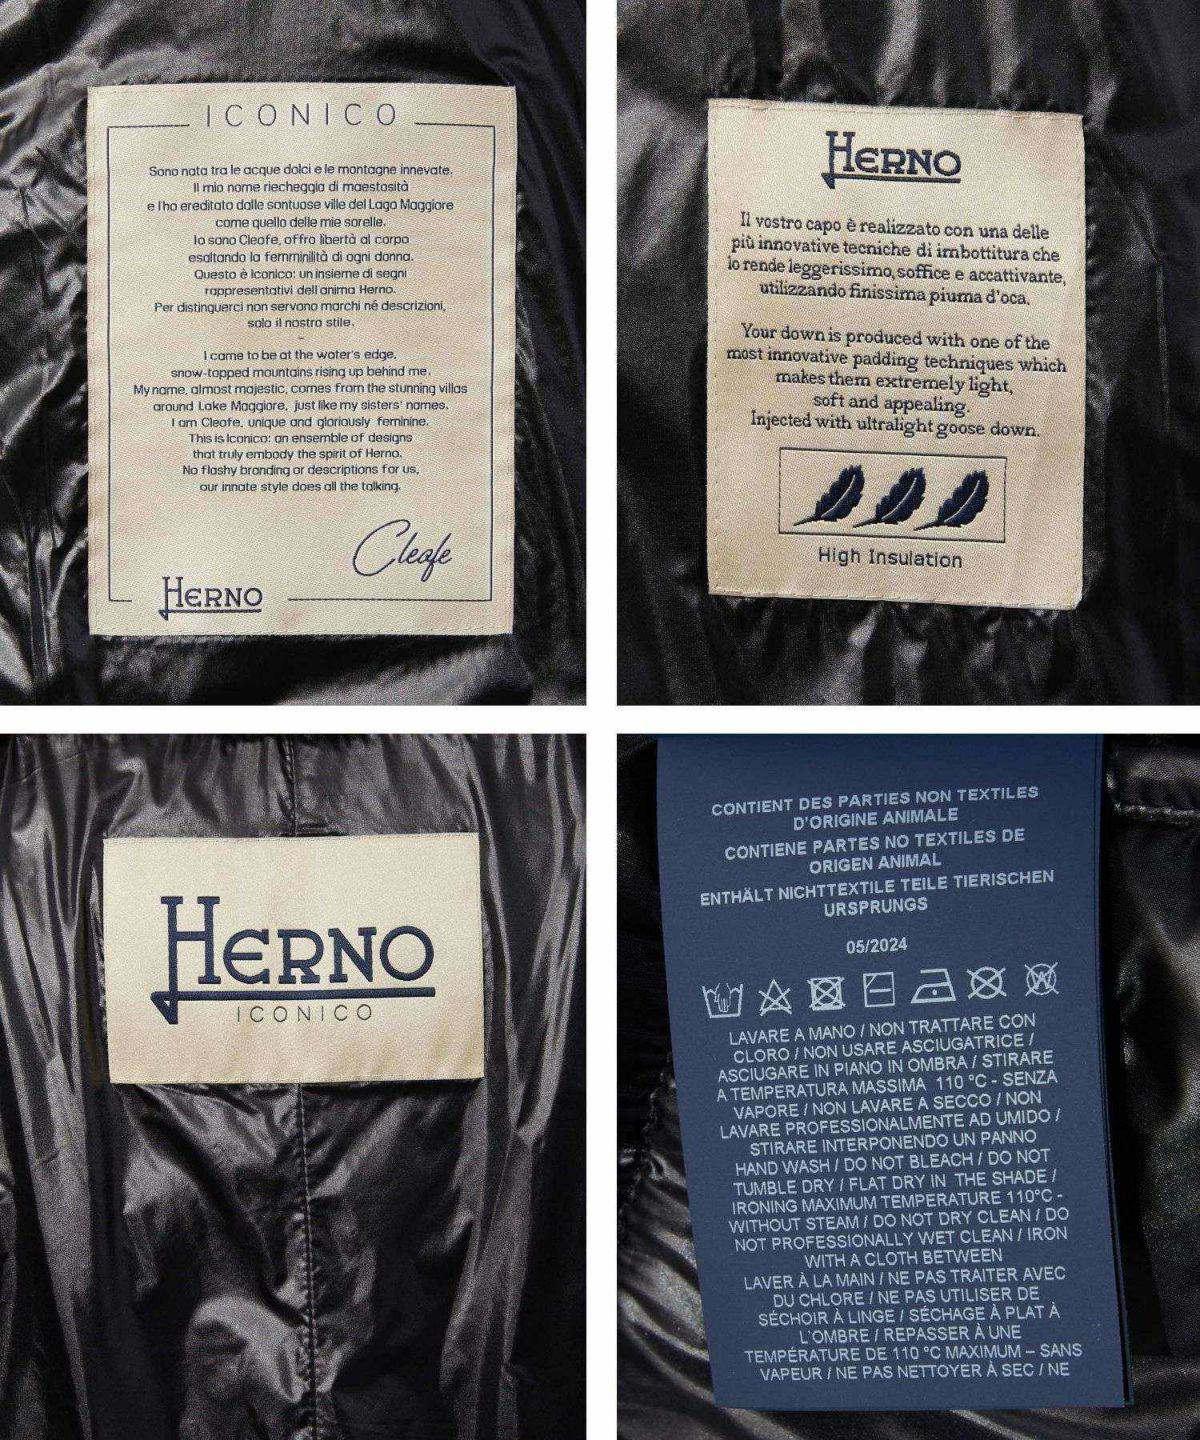 ICONICO
Sono nata tra le acque dolci e le montagne innevate.
Il mio nome riecheggia di maestosità
e l'ho ereditato dalle sontuose ville del Lago Maggiore
come quello delle mie sorelle.
Io sono Cleofe, offro libertà al corpo
esaltando la femminilità di ogni donna.
Questo è Iconico: un insieme di segni
rappresentativi dell'anima Herno.
Per distinguerci non servono marchi né descrizioni,
solo il nostro stile.
–
I came to be at the water's edge,
snow-topped mountains rising up behind me.
My name, almost majestic, comes from the stunning villas
around Lake Maggiore, just like my sisters' names.
I am Cleofe, unique and gloriously feminine.
This is Iconico: an ensemble of designs
that truly embody the spirit of Herno.
No flashy branding or descriptions for us,
our innate style does all the talking.
Cleofe
HERNO
HERNO
Il vostro capo è realizzato con una delle
più innovative tecniche di imbottitura che
lo rende leggerissimo, soffice e accattivante,
utilizzando finissima piuma d'oca.
Your down is produced with one of the
most innovative padding techniques which
makes them extremely light,
soft and appealing.
Injected with ultralight goose down.
High Insulation
HERNO
ICONICO
CONTIENT DES PARTIES NON TEXTILES
D'ORIGINE ANIMALE
CONTIENE PARTES NO TEXTILES DE
ORIGEN ANIMAL
ENTHÄLT NICHTTEXTILE TEILE TIERISCHEN
URSPRUNGS
05/2024
LAVARE A MANO / NON TRATTARE CON
CLORO / NON USARE ASCIUGATRICE /
ASCIUGARE IN PIANO IN OMBRA / STIRARE
A TEMPERATURA MASSIMA 110 °C - SENZA
VAPORE / NON LAVARE A SECCO / NON
LAVARE PROFESSIONALMENTE AD UMIDO /
STIRARE INTERPONENDO UN PANNO
HAND WASH / DO NOT BLEACH / DO NOT
TUMBLE DRY / FLAT DRY IN THE SHADE /
IRONING MAXIMUM TEMPERATURE 110°C -
WITHOUT STEAM / DO NOT DRY CLEAN / DO
NOT PROFESSIONALLY WET CLEAN / IRON
WITH A CLOTH BETWEEN
LAVER À LA MAIN / NE PAS TRAITER AVEC
DU CHLORE / NE PAS UTILISER DE
SÉCHOIR À LINGE / SÉCHAGE À PLAT À
L'OMBRE / REPASSER À UNE
TEMPÉRATURE DE 110 °C MAXIMUM – SANS
VAPEUR / NE PAS NETTOYER À SEC / NE